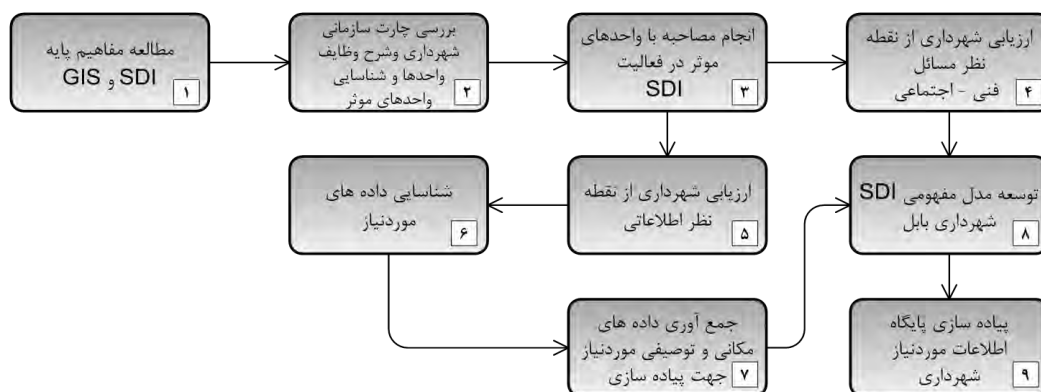 مطالعه مفاهیم پایه
SDI و GIS
۱
بررسی چارت سازمانی
شهرداری وشرح وظایف
واحدها و شناسایی
واحدهای موثر
۲
انجام مصاحبه با واحدهای
موثر در فعالیت
SDI
۳
ارزیابی شهرداری از نقطه
نظر مسائل
فنی - اجتماعی
۴
ارزیابی شهرداری از نقطه
نظر اطلاعاتی
۵
شناسایی داده های
موردنیاز
۶
جمع آوری داده های
مکانی و توصیفی موردنیاز
جهت پیاده سازی
۷
توسعه مدل مفهومی SDI
شهرداری بابل
۸
پیاده سازی پایگاه
اطلاعات موردنیاز
شهرداری
۹